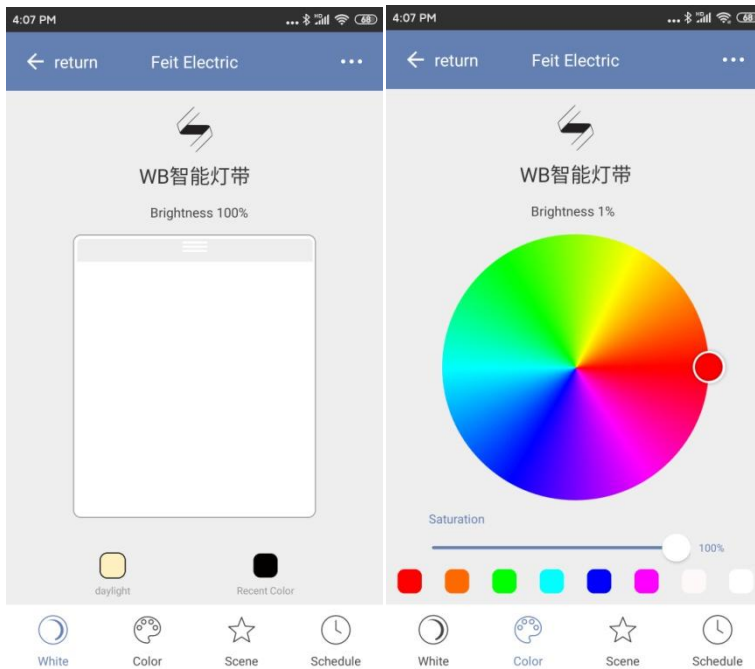 4:07 PM
68
return
Feit Electric
WB智能灯带
Brightness 100%
daylight
Recent Color
White
Color
Scene
Schedule
4:07 PM
68
return
Feit Electric
WB智能灯带
Brightness 1%
Saturation
100%
White
Color
Scene
Schedule